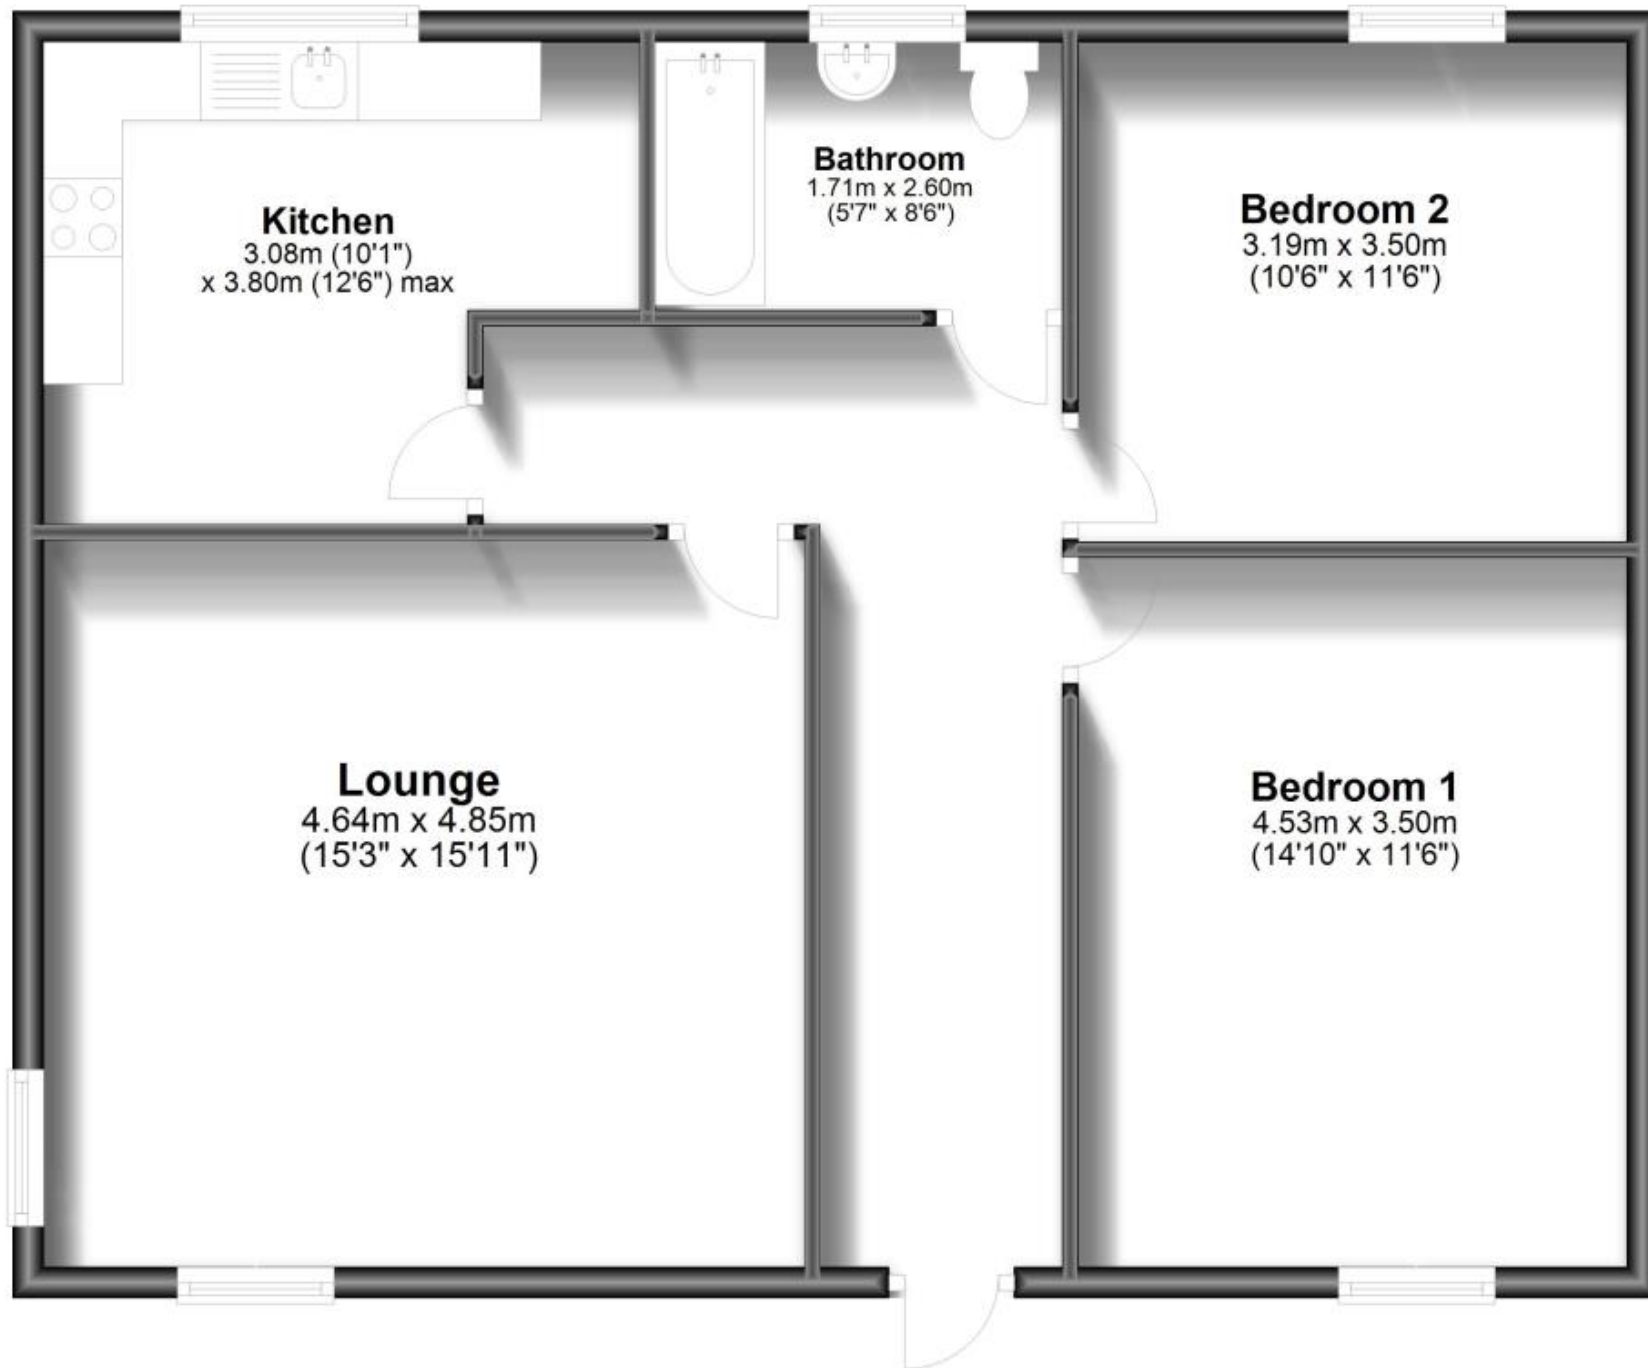 Kitchen
3.08m (10'1")
x 3.80m (12'6") max
Bathroom
1.71m x 2.60m
(5'7" x 8'6")
Bedroom 2
3.19m x 3.50m
(10'6" x 11'6")
Lounge
4.64m x 4.85m
(15'3" x 15'11")
Bedroom 1
4.53m x 3.50m
(14'10" x 11'6")